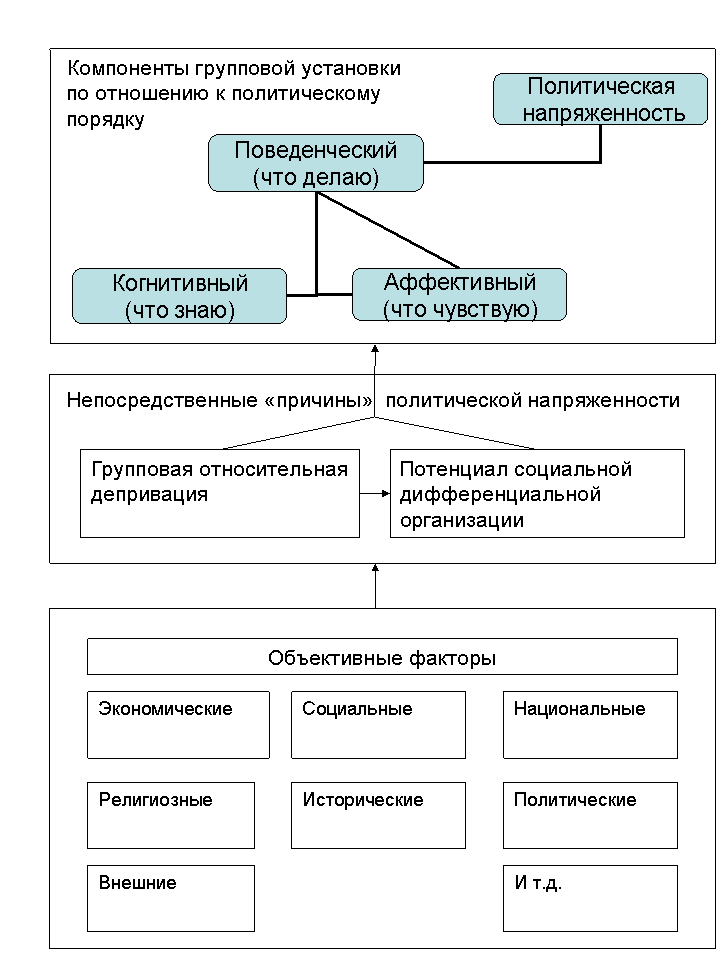 Компоненты групповой установки
по отношению к политическому
порядку
Политическая
напряженность
Поведенческий
(что делаю)
Когнитивный
(что знаю)
Аффективный
(что чувствую)
Непосредственные «причины» политической напряженности
Групповая относительная
депривация
Потенциал социальной
дифференциальной
организации
Объективные факторы
Экономические
Социальные
Национальные
Религиозные
Исторические
Политические
Внешние
И т.д.